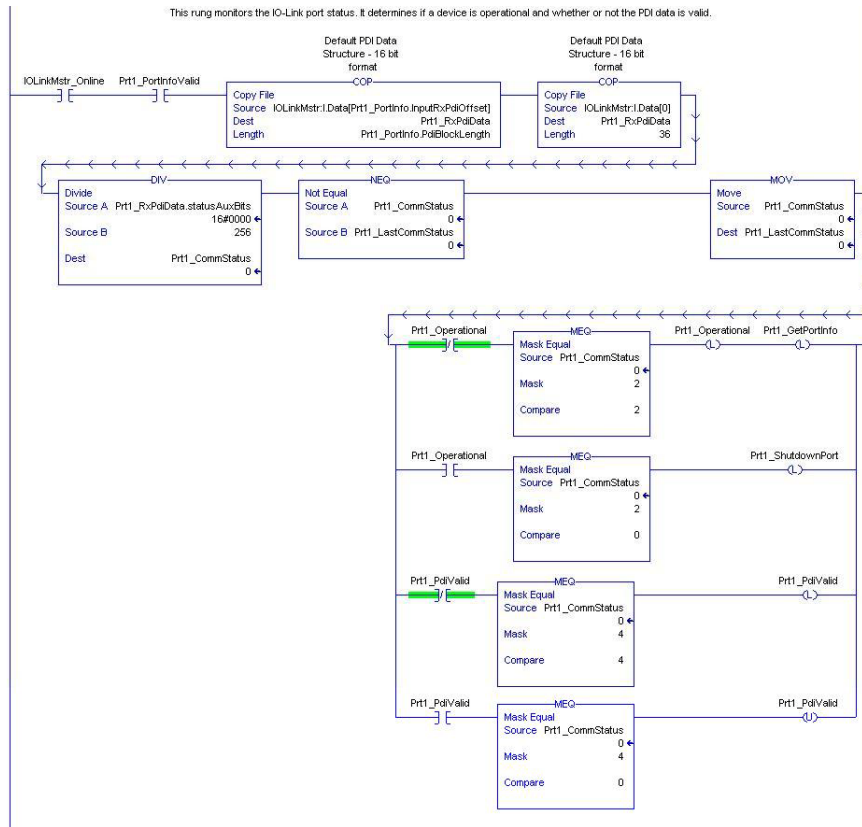 This rung monitors the IO-Link port status. It determines if a device is operational and whether or not the PDI data is valid.
IOLinkMstr_Online
Prt1_PortInfoValid
Default PDI Data
Structure - 16 bit
format
COP
Copy File
Source IOLinkMstr:I.Data[Prt1_PortInfo.InputRxPdiOffset]
Dest Prt1_RxPdiData
Length Prt1_PortInfo.PdiBlockLength
Default PDI Data
Structure - 16 bit
format
COP
Copy File
Source IOLinkMstr:I.Data[0]
Dest Prt1_RxPdiData
Length 36
DIV
Divide
Source A Prt1_RxPdiData.statusAuxBits
16#0000
Source B 256
Dest Prt1_CommStatus
0
NEQ
Not Equal
Source A Prt1_CommStatus
0
Source B Prt1_LastCommStatus
0
MOV
Move
Source Prt1_CommStatus
0
Dest Prt1_LastCommStatus
0
Prt1_Operational
MEQ
Mask Equal
Source Prt1_CommStatus
0
Mask 2
Compare 2
Prt1_Operational
L
Prt1_GetPortInfo
L
Prt1_Operational
MEQ
Mask Equal
Source Prt1_CommStatus
0
Mask 2
Compare 0
Prt1_ShutdownPort
L
Prt1_PdiValid
MEQ
Mask Equal
Source Prt1_CommStatus
0
Mask 4
Compare 4
Prt1_PdiValid
L
Prt1_PdiValid
MEQ
Mask Equal
Source Prt1_CommStatus
0
Mask 4
Compare 0
Prt1_PdiValid
U